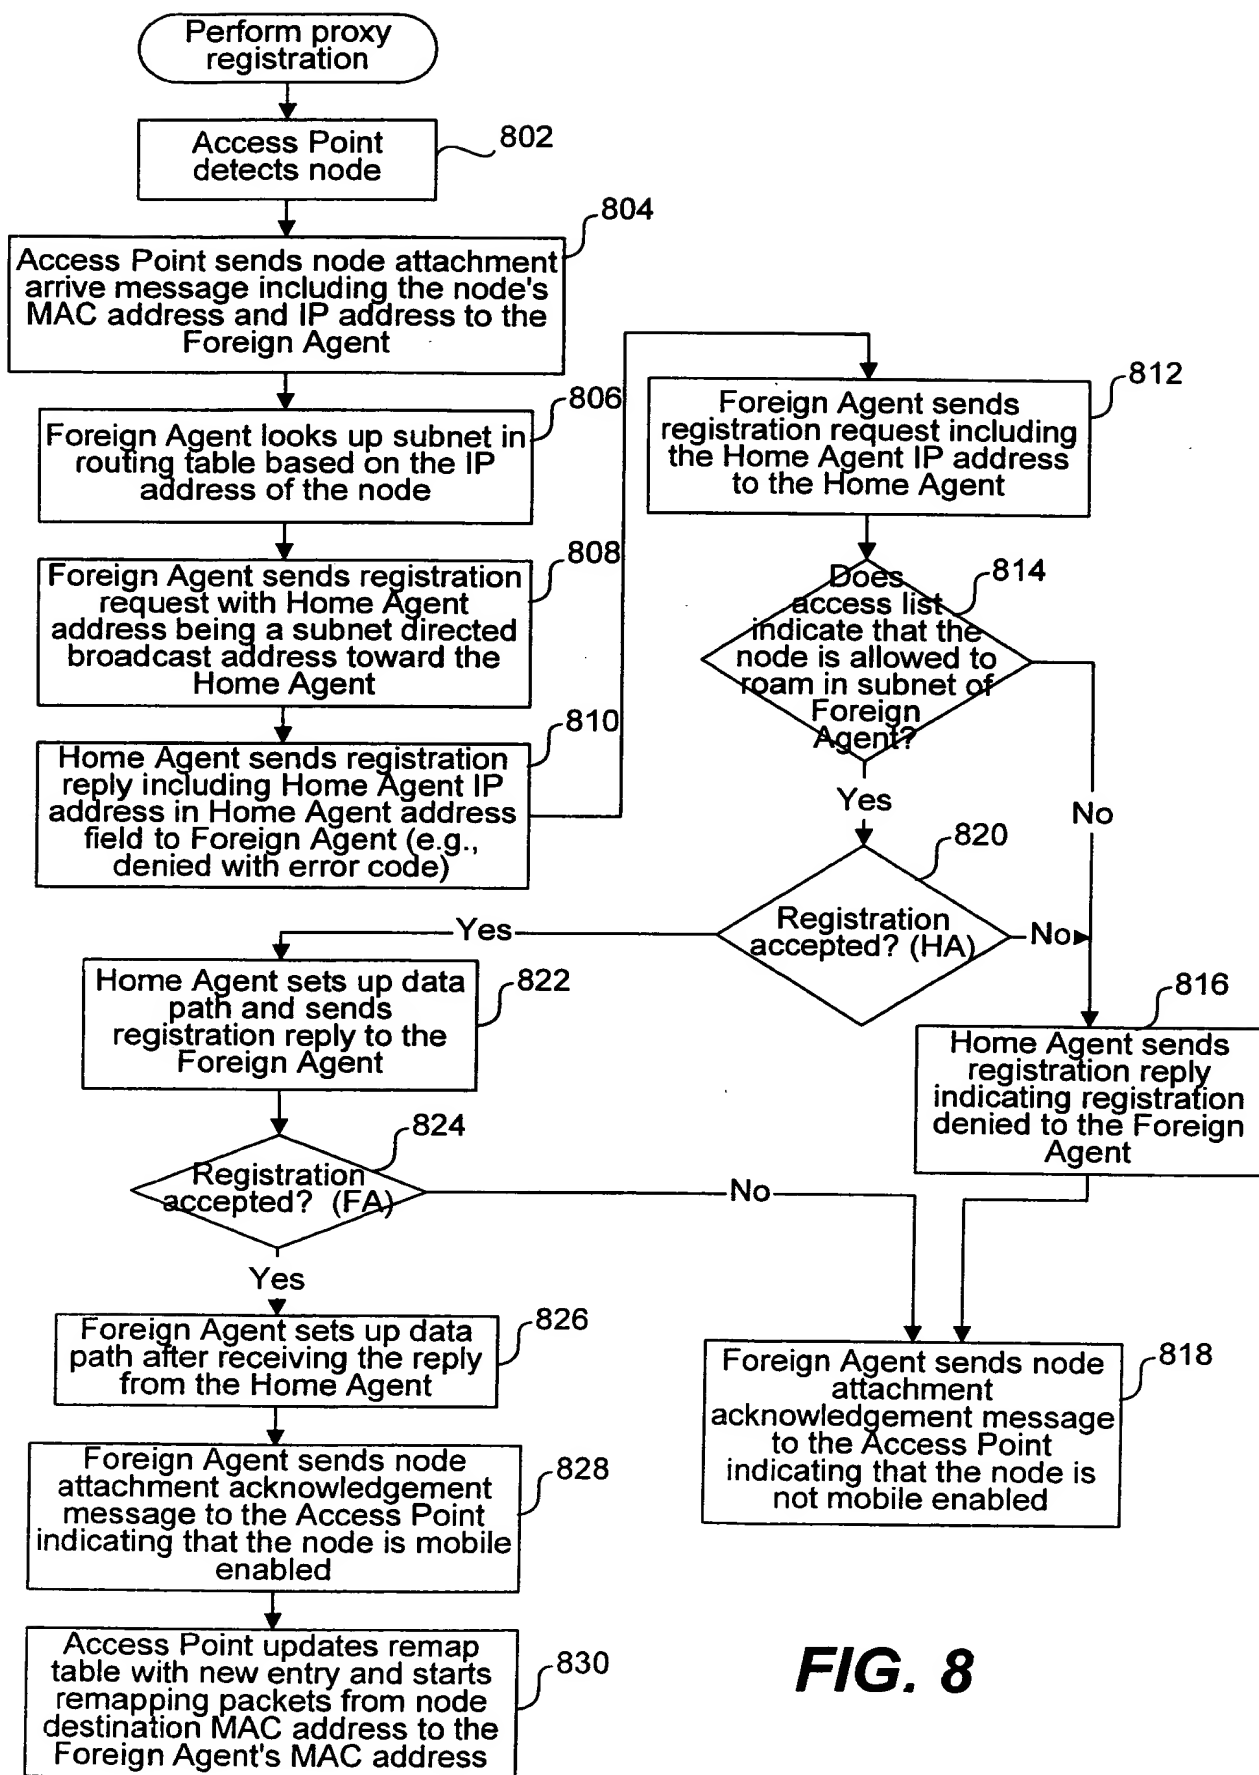 Perform proxy
registration
Access Point
detects node
802
804
Access Point sends node attachment
arrive message including the node's
MAC address and IP address to the
Foreign Agent
806
Foreign Agent looks up subnet in
routing table based on the IP
address of the node
808
Foreign Agent sends registration
request with Home Agent
address being a subnet directed
broadcast address toward the
Home Agent
810
Home Agent sends registration
reply including Home Agent IP
address in Home Agent address
field to Foreign Agent (e.g.,
denied with error code)
812
Foreign Agent sends
registration request including
the Home Agent IP address
to the Home Agent
814
Does
access list
indicate that the
node is allowed to
roam in subnet of
Foreign
Agent?
Yes
No
820
Registration
accepted? (HA)
Yes
No
822
Home Agent sets up data
path and sends
registration reply to the
Foreign Agent
816
Home Agent sends
registration reply
indicating registration
denied to the Foreign
Agent
824
Registration
accepted? (FA)
No
Yes
826
Foreign Agent sets up data
path after receiving the reply
from the Home Agent
818
Foreign Agent sends node
attachment
acknowledgement message
to the Access Point
indicating that the node is
not mobile enabled
828
Foreign Agent sends node
attachment acknowledgement
message to the Access Point
indicating that the node is mobile
enabled
830
Access Point updates remap
table with new entry and starts
remapping packets from node
destination MAC address to the
Foreign Agent's MAC address
FIG. 8